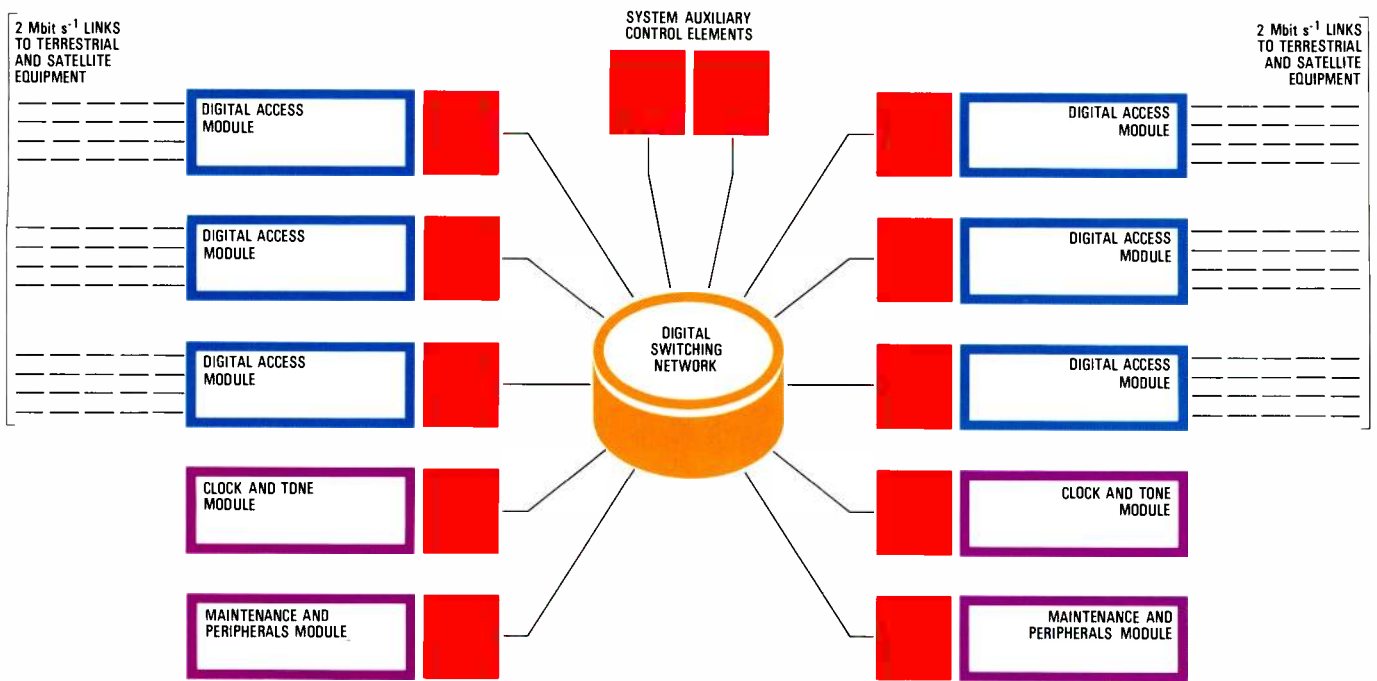 2 Mbit s⁻¹ LINKS
TO TERRESTRIAL
AND SATELLITE
EQUIPMENT
SYSTEM AUXILIARY
CONTROL ELEMENTS
2 Mbit s⁻¹ LINKS
TO TERRESTRIAL
AND SATELLITE
EQUIPMENT
DIGITAL ACCESS
MODULE
DIGITAL ACCESS
MODULE
DIGITAL ACCESS
MODULE
DIGITAL ACCESS
MODULE
DIGITAL
SWITCHING
NETWORK
DIGITAL ACCESS
MODULE
DIGITAL ACCESS
MODULE
CLOCK AND TONE
MODULE
CLOCK AND TONE
MODULE
MAINTENANCE AND
PERIPHERALS MODULE
MAINTENANCE AND
PERIPHERALS MODULE